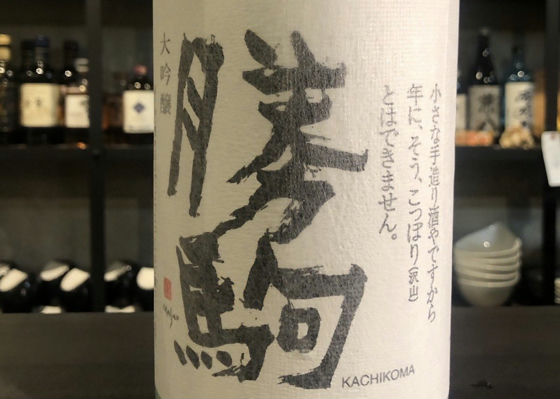 小さな手造り酒やですから
年に、そう、こっぽり(沢山)
とはできません。
勝駒
大吟醸
KACHIKOMA